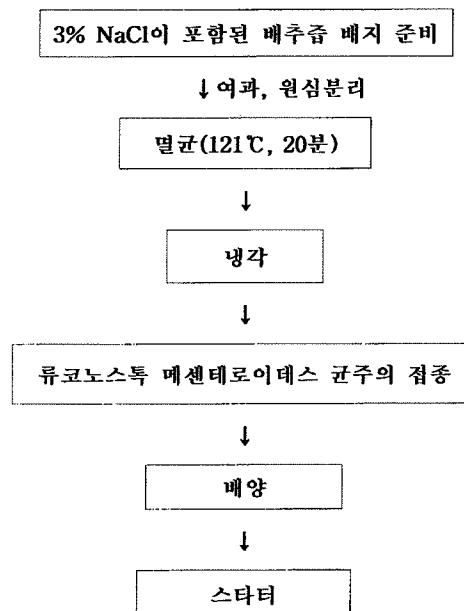 3% NaCl이 포함된 배추즙 배지 준비
↓여과, 원심분리
멸균(121℃, 20분)
↓
냉각
↓
류코노스톡 메센테로이데스 균주의 접종
↓
배양
↓
스타터